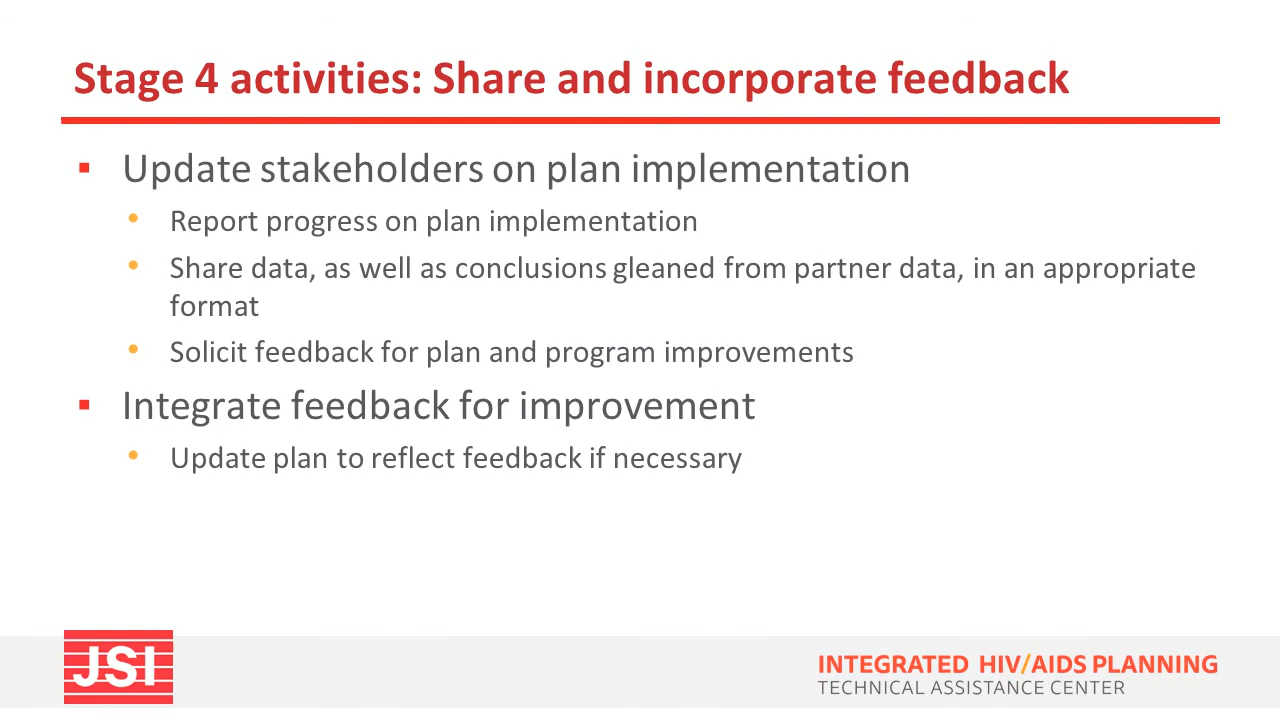 Stage 4 activities: Share and incorporate feedback
Update stakeholders on plan implementation
Report progress on plan implementation
Share data, as well as conclusions gleaned from partner data, in an appropriate
format
Solicit feedback for plan and program improvements
Integrate feedback for improvement
Update plan to reflect feedback if necessary
JSI
INTEGRATED HIV/AIDS PLANNING
TECHNICAL ASSISTANCE CENTER